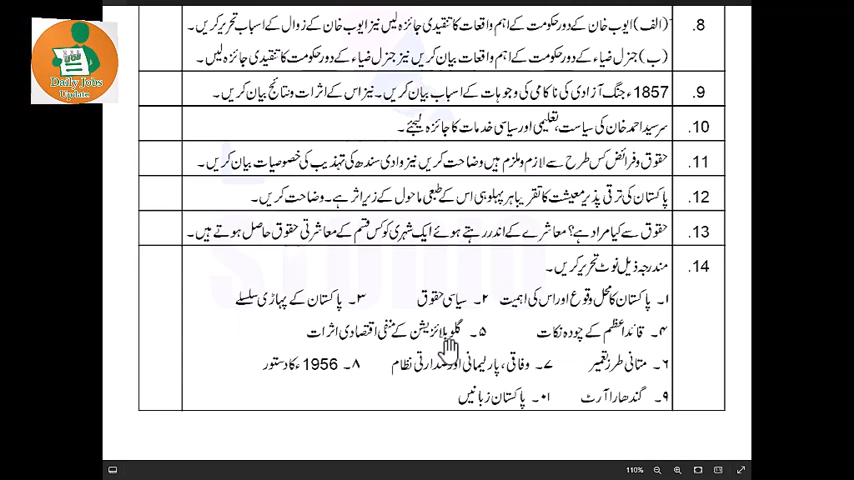 8. (الف) ایوب خان کے دور حکومت کے اہم واقعات کا تنقیدی جائزہ لیں نیز ایوب خان کے زوال کے اسباب تحریر کریں۔
(ب) جنرل ضیاء کے دور حکومت کے اہم واقعات بیان کریں نیز جنرل ضیاء کے دور حکومت کا تنقیدی جائزہ لیں۔
9. 1857ء جنگ آزادی کی ناکامی کی وجوہات کے اسباب بیان کریں۔ نیز اس کے اثرات ونتائج بیان کریں۔
10. سر سید احمد خان کی سیاست، تعلیمی اور سیاسی خدمات کا جائزہ لیجئے۔
11. حقوق و فرائض کس طرح سے لازم و ملزم ہیں وضاحت کریں نیز وادی سندھ کی تہذیب کی خصوصیات بیان کریں۔
12. پاکستان کی ترقی پذیر معیشت کا تقریبا ہر پہلو ہی اس کے طبعی ماحول کے زیر اثر ہے۔ وضاحت کریں۔
13. حقوق سے کیا مراد ہے؟ معاشرے کے اندر رہتے ہوئے ایک شہری کو کس قسم کے معاشرتی حقوق حاصل ہوتے ہیں۔
14. مندرجہ ذیل نوٹ تحریر کریں۔
۱۔ پاکستان کا محل وقوع اور اس کی اہمیت ۲۔ سیاسی حقوق ۳۔ پاکستان کے پہاڑی سلسلے
۴۔ قائد اعظم کے چودہ نکات ۵۔ گلوبلائزیشن کے منفی اقتصادی اثرات
۶۔ متانی طرز تعمیر ۷۔ وفاقی، پارلیمانی اور صدارتی نظام ۸۔ 1956ء کا دستور
۹۔ گندھارا آرٹ ۱۰۔ پاکستان زبانیں
Daily Jobs
Update
110%